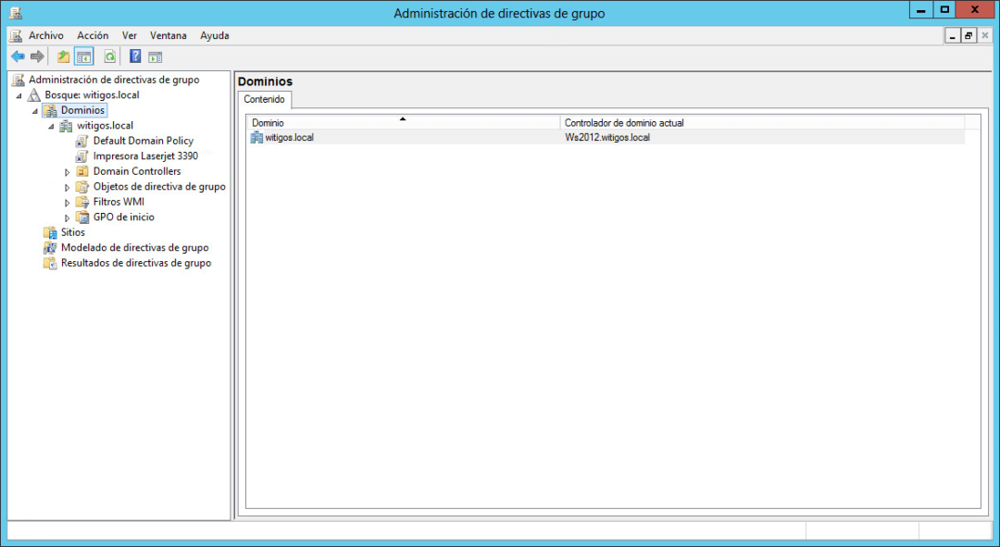 Administración de directivas de grupo
Archivo Acción Ver Ventana Ayuda
Administración de directivas de grupo
Bosque: witigos.local
Dominios
witigos.local
Default Domain Policy
Impresora Laserjet 3390
Domain Controllers
Objetos de directiva de grupo
Filtros WMI
GPO de inicio
Sitios
Modelado de directivas de grupo
Resultados de directivas de grupo
Dominios
Contenido
Dominio Controlador de dominio actual
witigos.local Ws2012.witigos.local